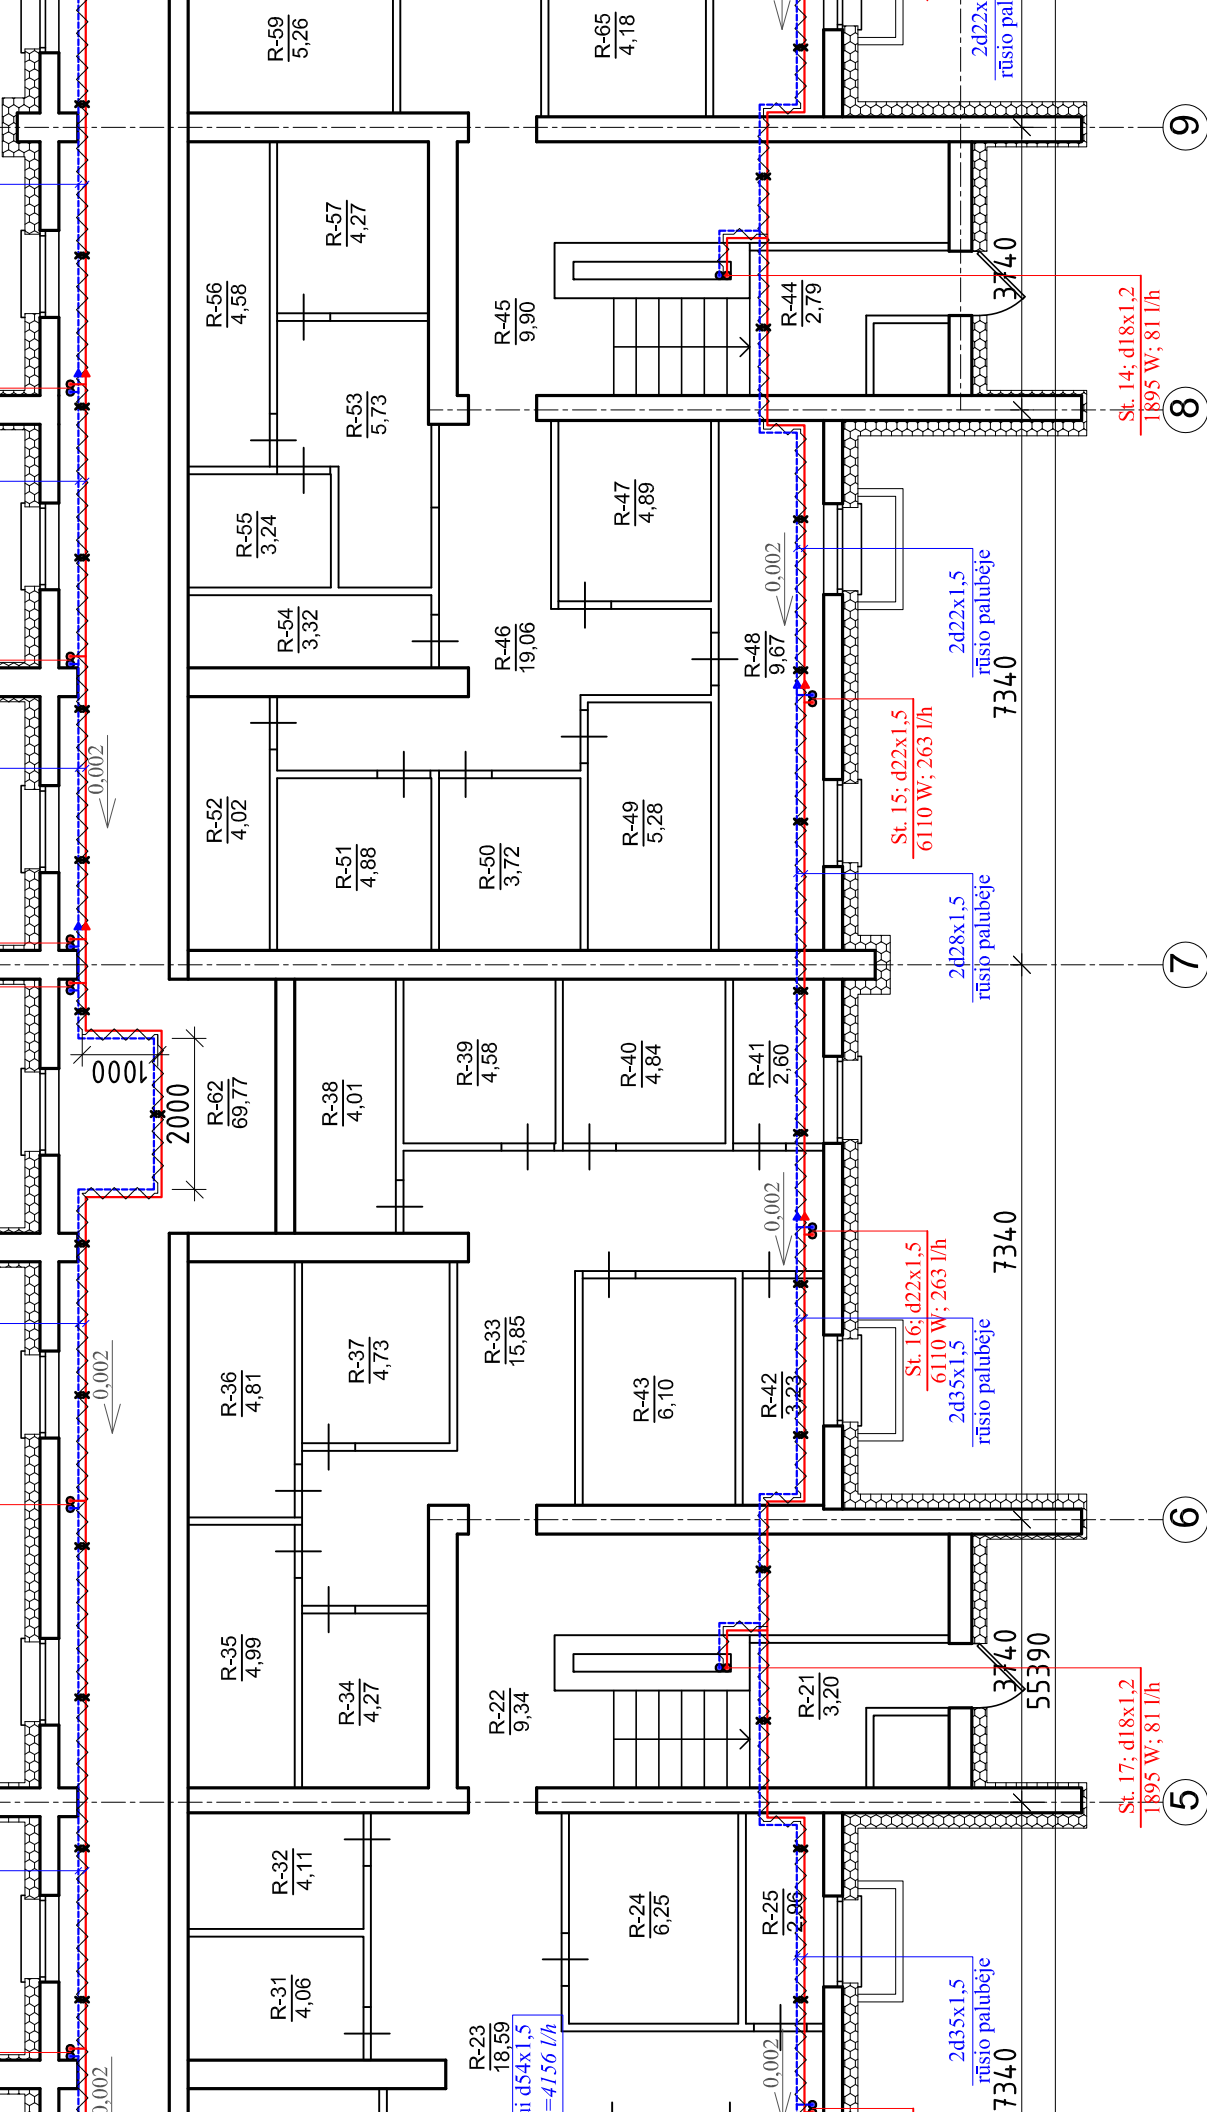 R-59
5,26
R-65
4,18
2d22x
rūsio pal
9
R-57
4,27
R-56
4,58
R-45
9,90
R-44
2,79
3740
St. 14; d18x1,2
1895 W; 81 l/h
R-53
5,73
8
R-47
4,89
R-55
3,24
0,002
2d22x1,5
rūsio palubėje
R-54
3,32
R-46
19,06
R-48
9,67
7340
0,002
St. 15; d22x1,5
6110 W; 263 l/h
R-52
4,02
R-51
4,88
R-50
3,72
R-49
5,28
2d28x1,5
rūsio palubėje
7
1000
2000
R-62
69,77
R-38
4,01
R-39
4,58
R-40
4,84
R-41
2,60
0,002
7340
St. 16; d22x1,5
6110 W; 263 l/h
0,002
R-36
4,81
R-37
4,73
R-33
15,85
R-43
6,10
R-42
3,23
2d35x1,5
rūsio palubėje
6
R-35
4,99
R-34
4,27
R-22
9,34
R-21
3,20
3740
55390
St. 17; d18x1,2
1895 W; 81 l/h
5
R-32
4,11
R-24
6,25
R-25
2,96
R-31
4,06
R-23
18,59
2d35x1,5
rūsio palubėje
0,002
0,002
7340
ui d54x1,5
=4156 l/h